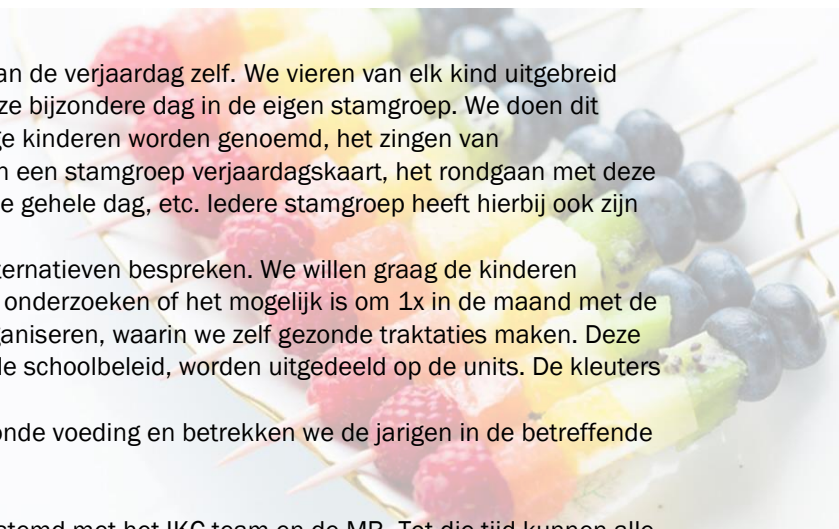 an de verjaardag zelf. We vieren van elk kind uitgebreid
ze bijzondere dag in de eigen stamgroep. We doen dit
ge kinderen worden genoemd, het zingen van
n een stamgroep verjaardagskaart, het rondgaan met deze
e gehele dag, etc. Iedere stamgroep heeft hierbij ook zijn
ternatieven bespreken. We willen graag de kinderen
onderzoeken of het mogelijk is om 1x in de maand met de
ganiseren, waarin we zelf gezonde traktaties maken. Deze
de schoolbeleid, worden uitgedeeld op de units. De kleuters
onde voeding en betrekken we de jarigen in de betreffende
stemd met het IKC-team en de MR. Tot die tijd kunnen alle